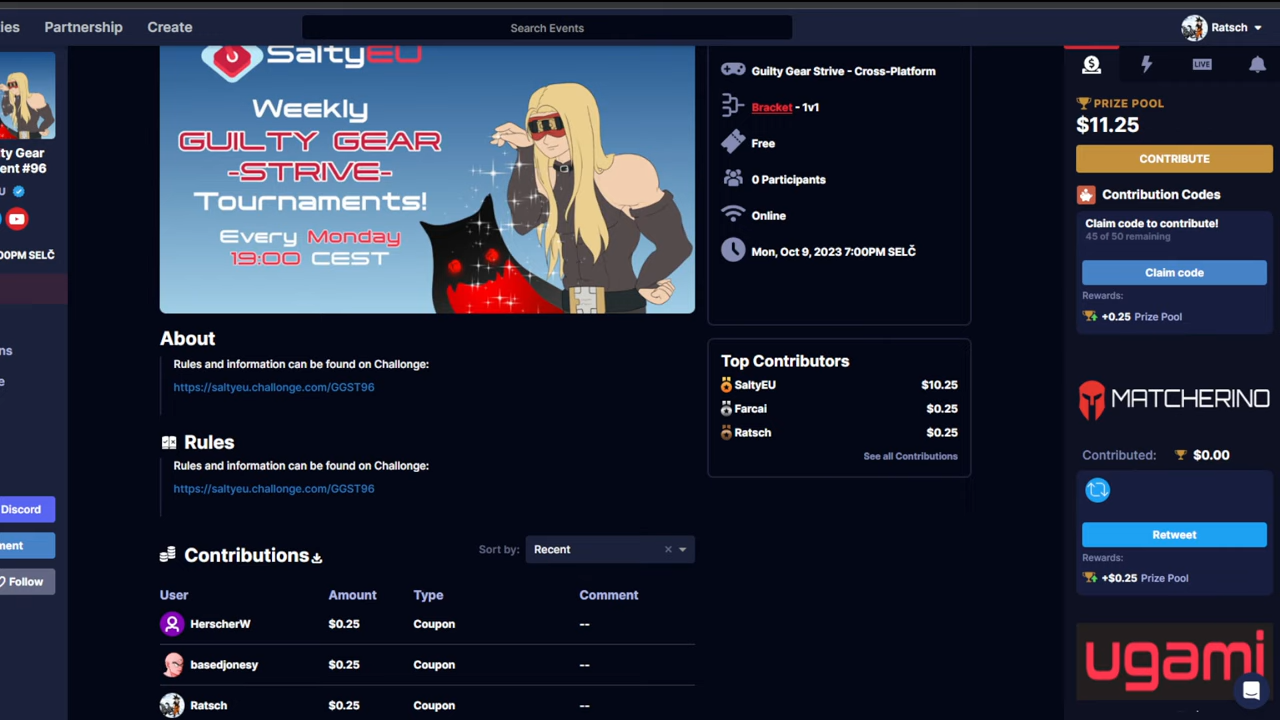 ies
Partnership
Create
Search Events
Ratsch
SaltyEU
Weekly
GUILTY GEAR
-STRIVE-
Tournaments!
Every Monday
19:00 CEST
ty Gear
ent #96
U
00PM SELČ
ns
e
Discord
ment
Follow
Guilty Gear Strive - Cross-Platform
Bracket - 1v1
Free
0 Participants
Online
Mon, Oct 9, 2023 7:00PM SELČ
About
Rules and information can be found on Challonge:
https://saltyeu.challonge.com/GGST96
Rules
Rules and information can be found on Challonge:
https://saltyeu.challonge.com/GGST96
Top Contributors
SaltyEU $10.25
Farcai $0.25
Ratsch $0.25
See all Contributions
Contributions
Sort by: Recent
User Amount Type Comment
HerscherW $0.25 Coupon --
basedjonesy $0.25 Coupon --
Ratsch $0.25 Coupon --
LIVE
PRIZE POOL
$11.25
CONTRIBUTE
Contribution Codes
Claim code to contribute!
45 of 50 remaining
Claim code
Rewards:
+0.25 Prize Pool
MATCHERINO
Contributed: $0.00
Retweet
Rewards:
+$0.25 Prize Pool
ugami